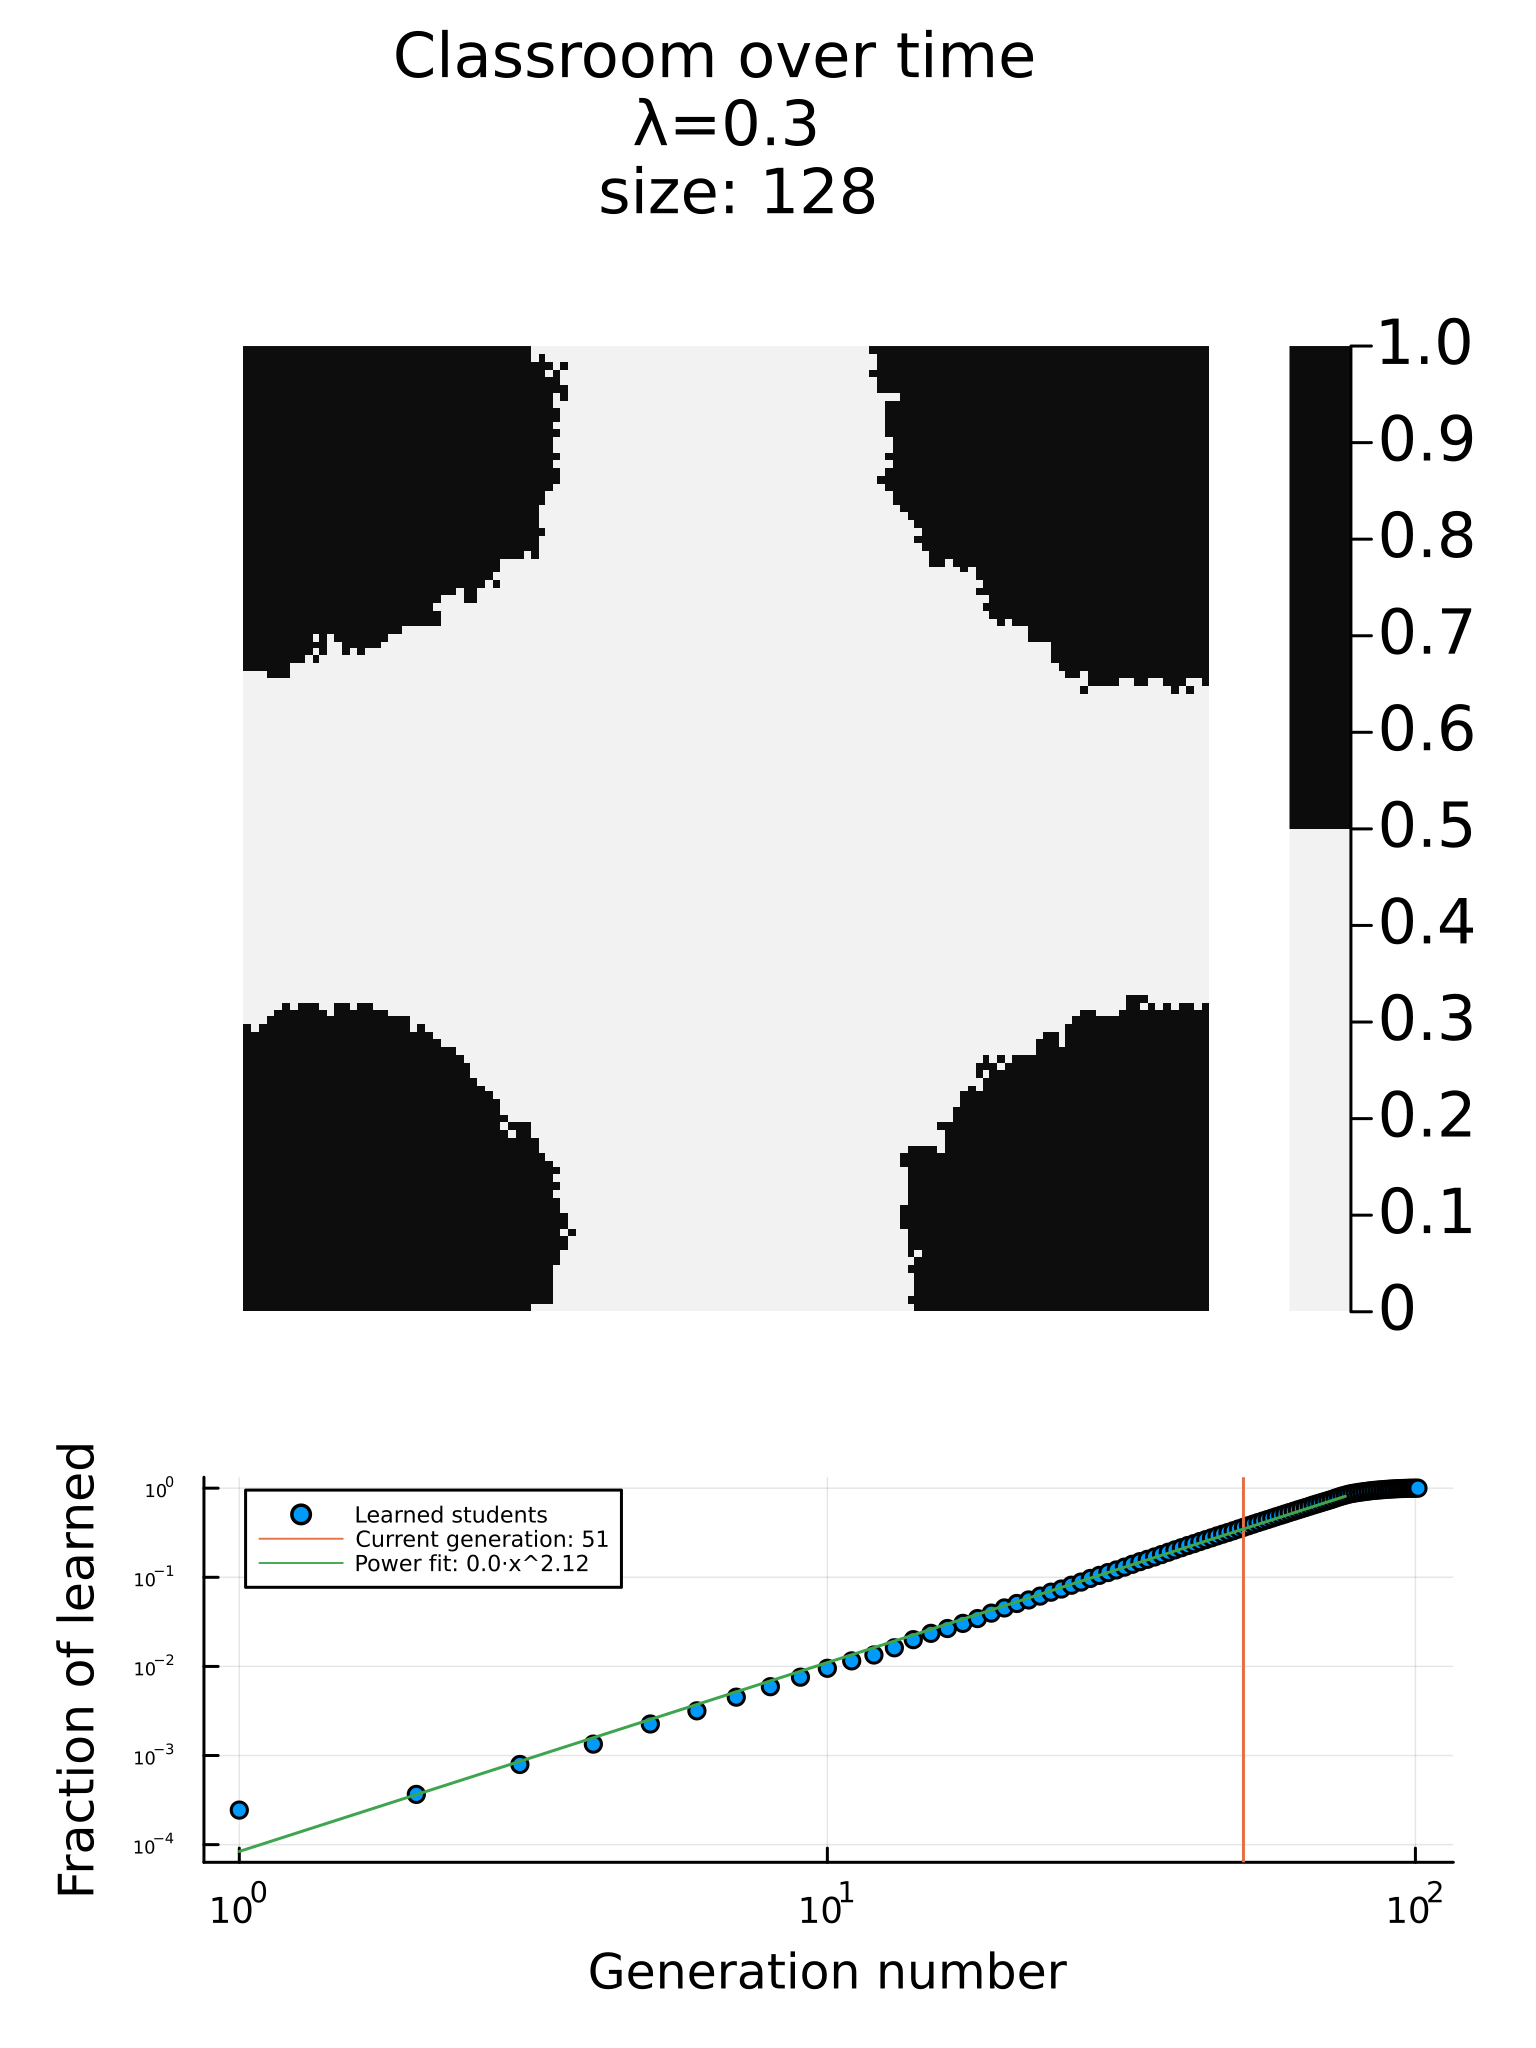 Classroom over time
λ=0.3
size: 128
1.0
0.9
0.8
0.7
0.6
0.5
0.4
0.3
0.2
0.1
0
Fraction of learned
10^0
10^-1
10^-2
10^-3
10^-4
Learned students
Current generation: 51
Power fit: 0.0·x^2.12
10^0 10^1 10^2
Generation number